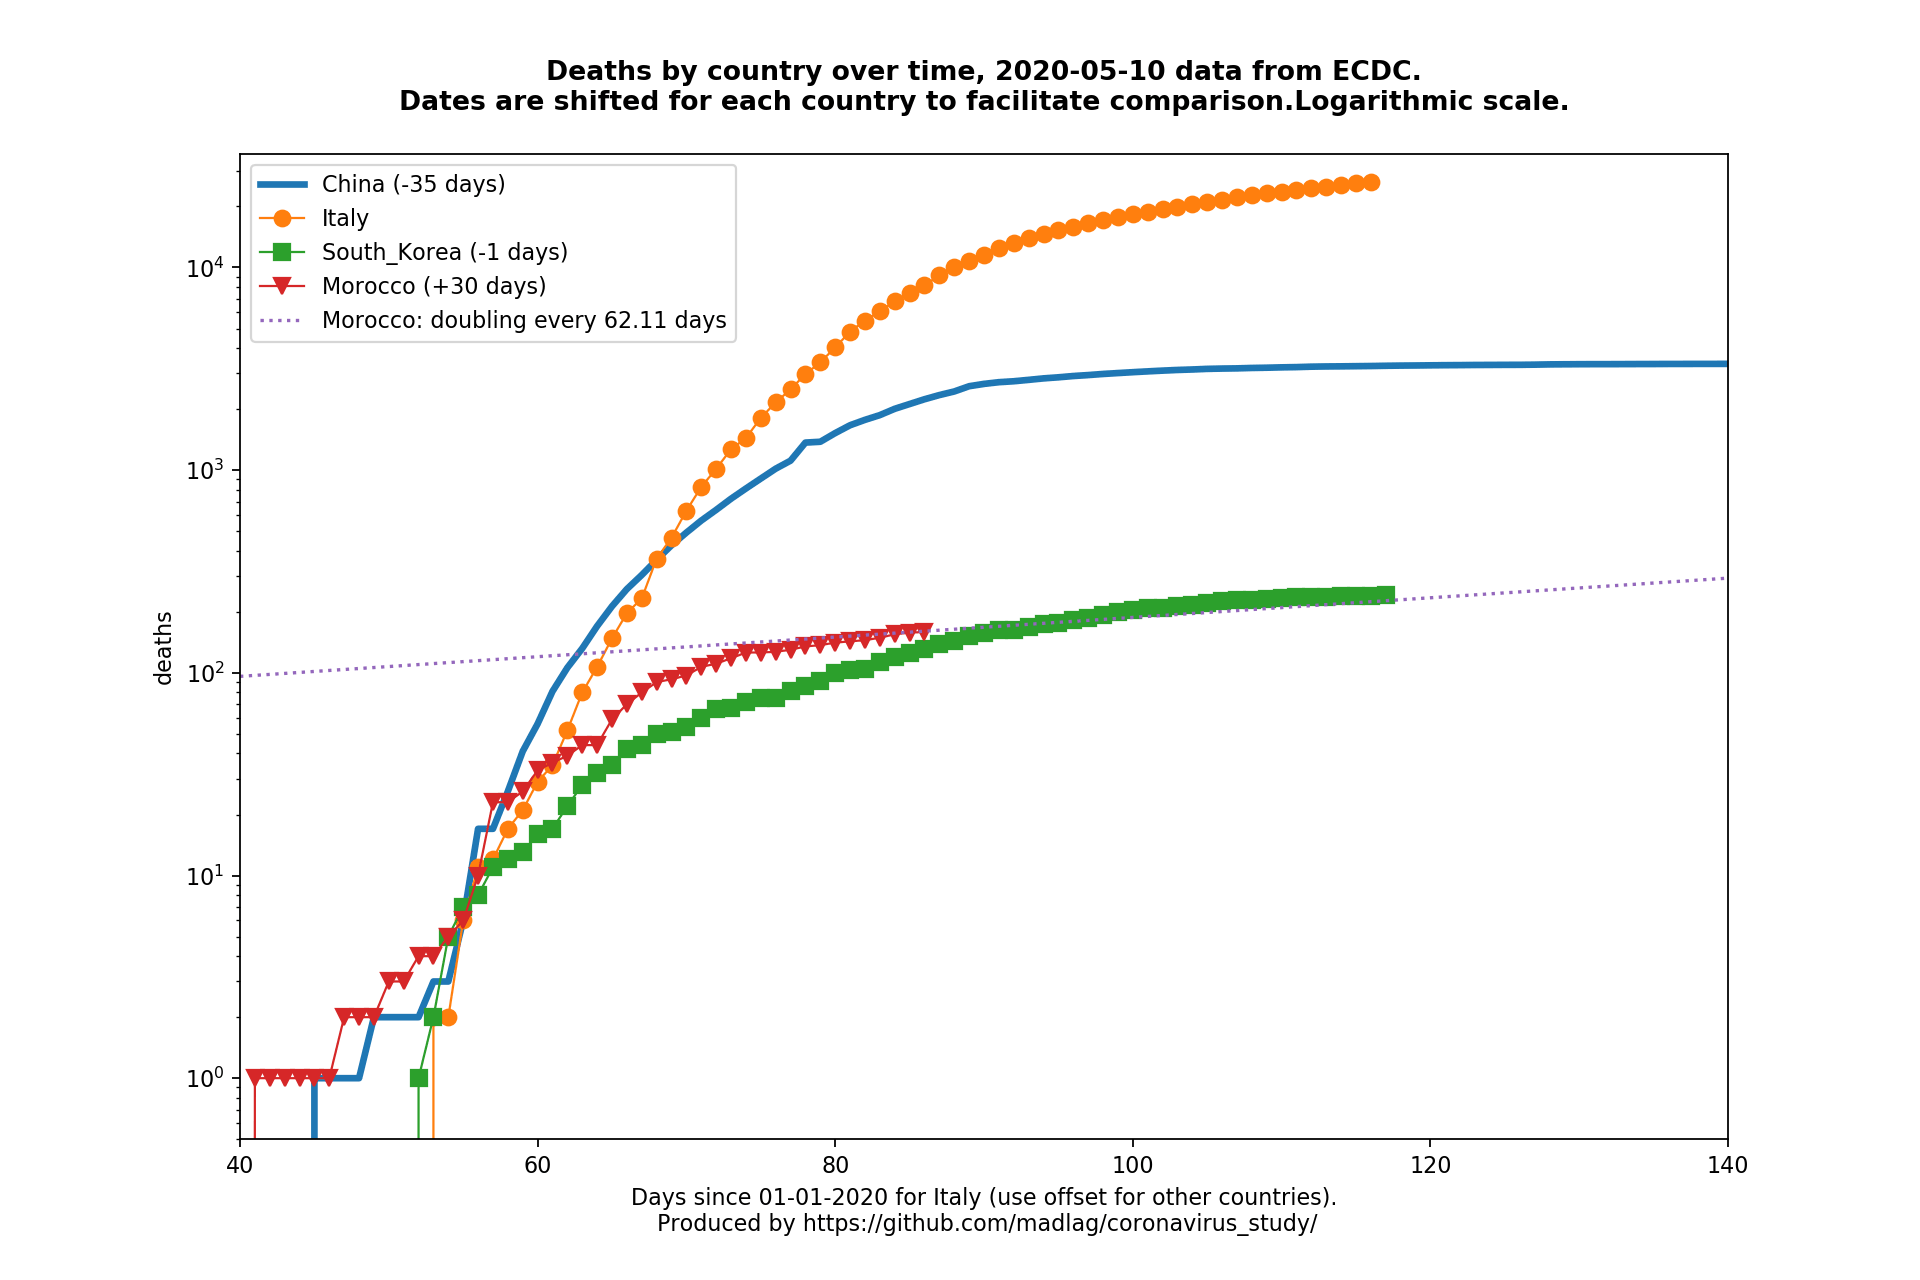 Deaths by country over time, 2020-05-10 data from ECDC.
Dates are shifted for each country to facilitate comparison.Logarithmic scale.
China (-35 days)
Italy
South_Korea (-1 days)
Morocco (+30 days)
Morocco: doubling every 62.11 days
deaths
10⁴
10³
10²
10¹
10⁰
40 60 80 100 120 140
Days since 01-01-2020 for Italy (use offset for other countries).
Produced by https://github.com/madlag/coronavirus_study/